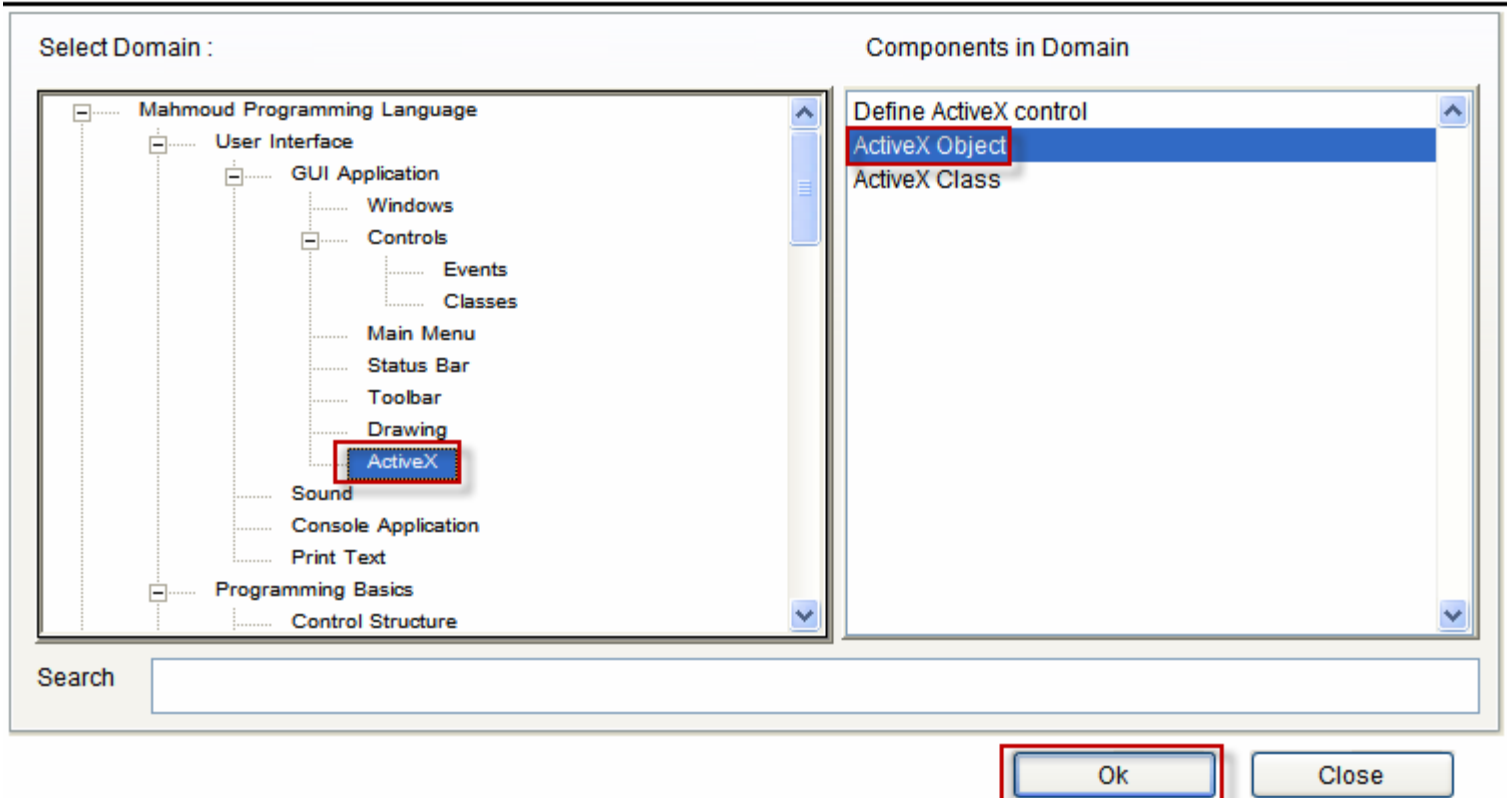 Select Domain :
Components in Domain
Mahmoud Programming Language
User Interface
GUI Application
Windows
Controls
Events
Classes
Main Menu
Status Bar
Toolbar
Drawing
ActiveX
Sound
Console Application
Print Text
Programming Basics
Control Structure
Define ActiveX control
ActiveX Object
ActiveX Class
Search
Ok
Close